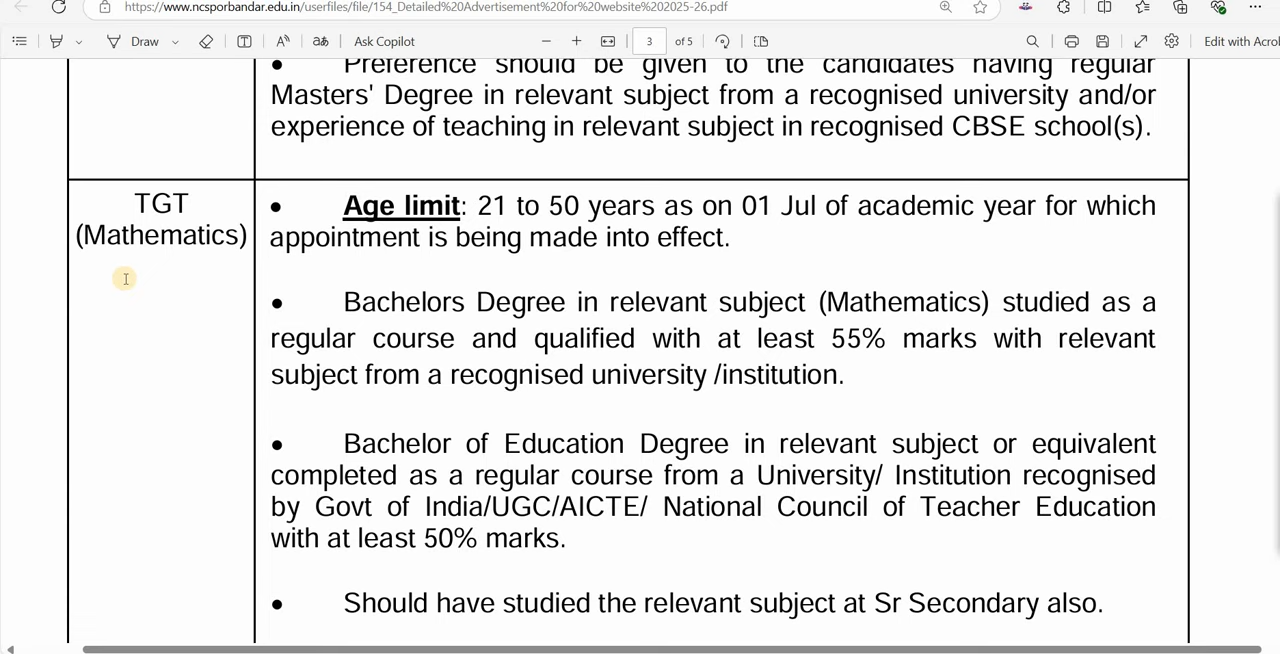 https://www.ncsporbandar.edu.in/userfiles/file/154_Detailed%20Advertisement%20for%20website%202025-26.pdf
Draw
Ask Copilot
3 of 5
Edit with Acrol
• Preference should be given to the candidates having regular
Masters' Degree in relevant subject from a recognised university and/or
experience of teaching in relevant subject in recognised CBSE school(s).
TGT
(Mathematics)
• Age limit: 21 to 50 years as on 01 Jul of academic year for which
appointment is being made into effect.
• Bachelors Degree in relevant subject (Mathematics) studied as a
regular course and qualified with at least 55% marks with relevant
subject from a recognised university /institution.
• Bachelor of Education Degree in relevant subject or equivalent
completed as a regular course from a University/ Institution recognised
by Govt of India/UGC/AICTE/ National Council of Teacher Education
with at least 50% marks.
• Should have studied the relevant subject at Sr Secondary also.